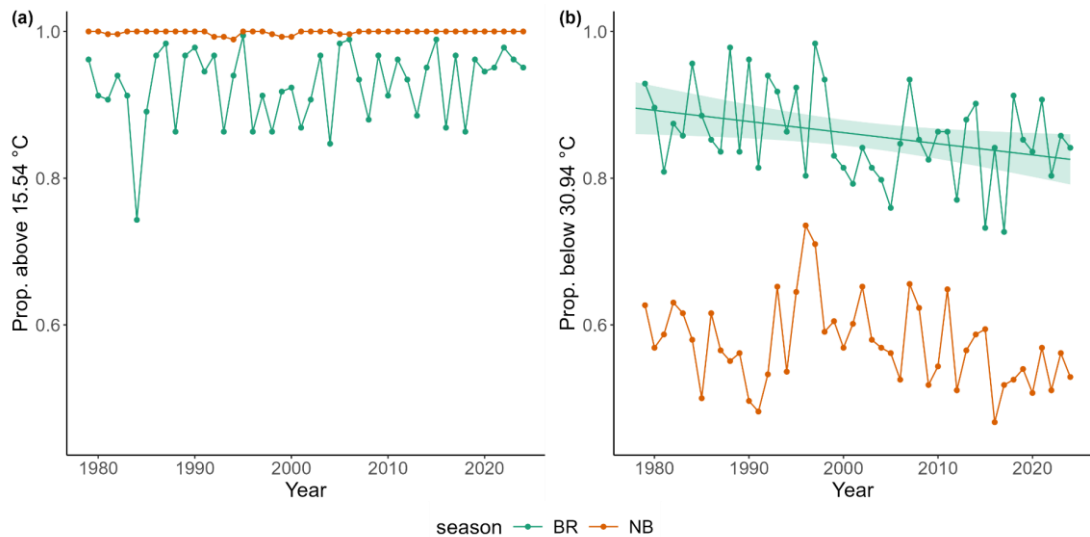 (a)
Prop. above 15.54 °C
1.0
0.8
0.6
1980 1990 2000 2010 2020
Year
(b)
Prop. below 30.94 °C
1.0
0.8
0.6
1980 1990 2000 2010 2020
Year
season BR NB